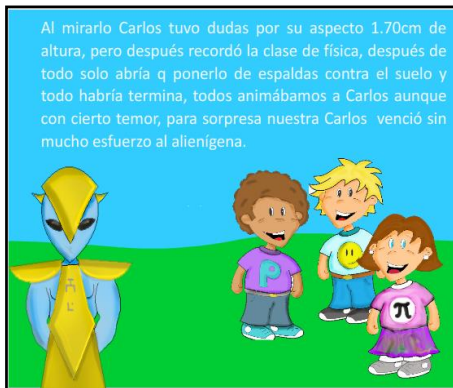 Al mirarlo Carlos tuvo dudas por su aspecto 1.70cm de
altura, pero después recordó la clase de física, después de
todo solo abría q ponerlo de espaldas contra el suelo y
todo habría termina, todos animábamos a Carlos aunque
con cierto temor, para sorpresa nuestra Carlos venció sin
mucho esfuerzo al alienígena.
P
π